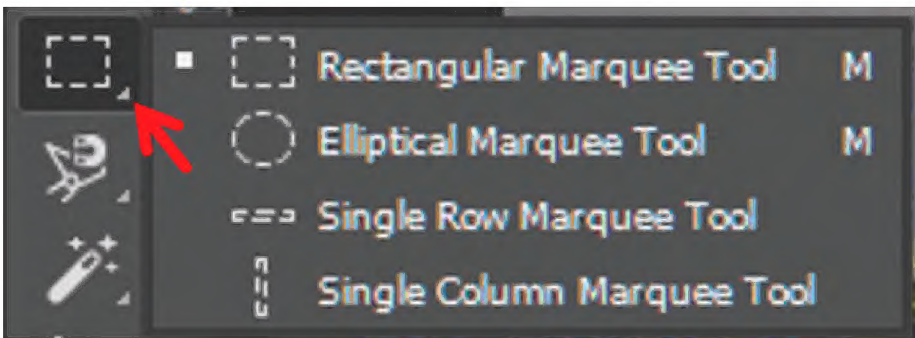 Rectangular Marquee Tool M
Elliptical Marquee Tool M
Single Row Marquee Tool
Single Column Marquee Tool